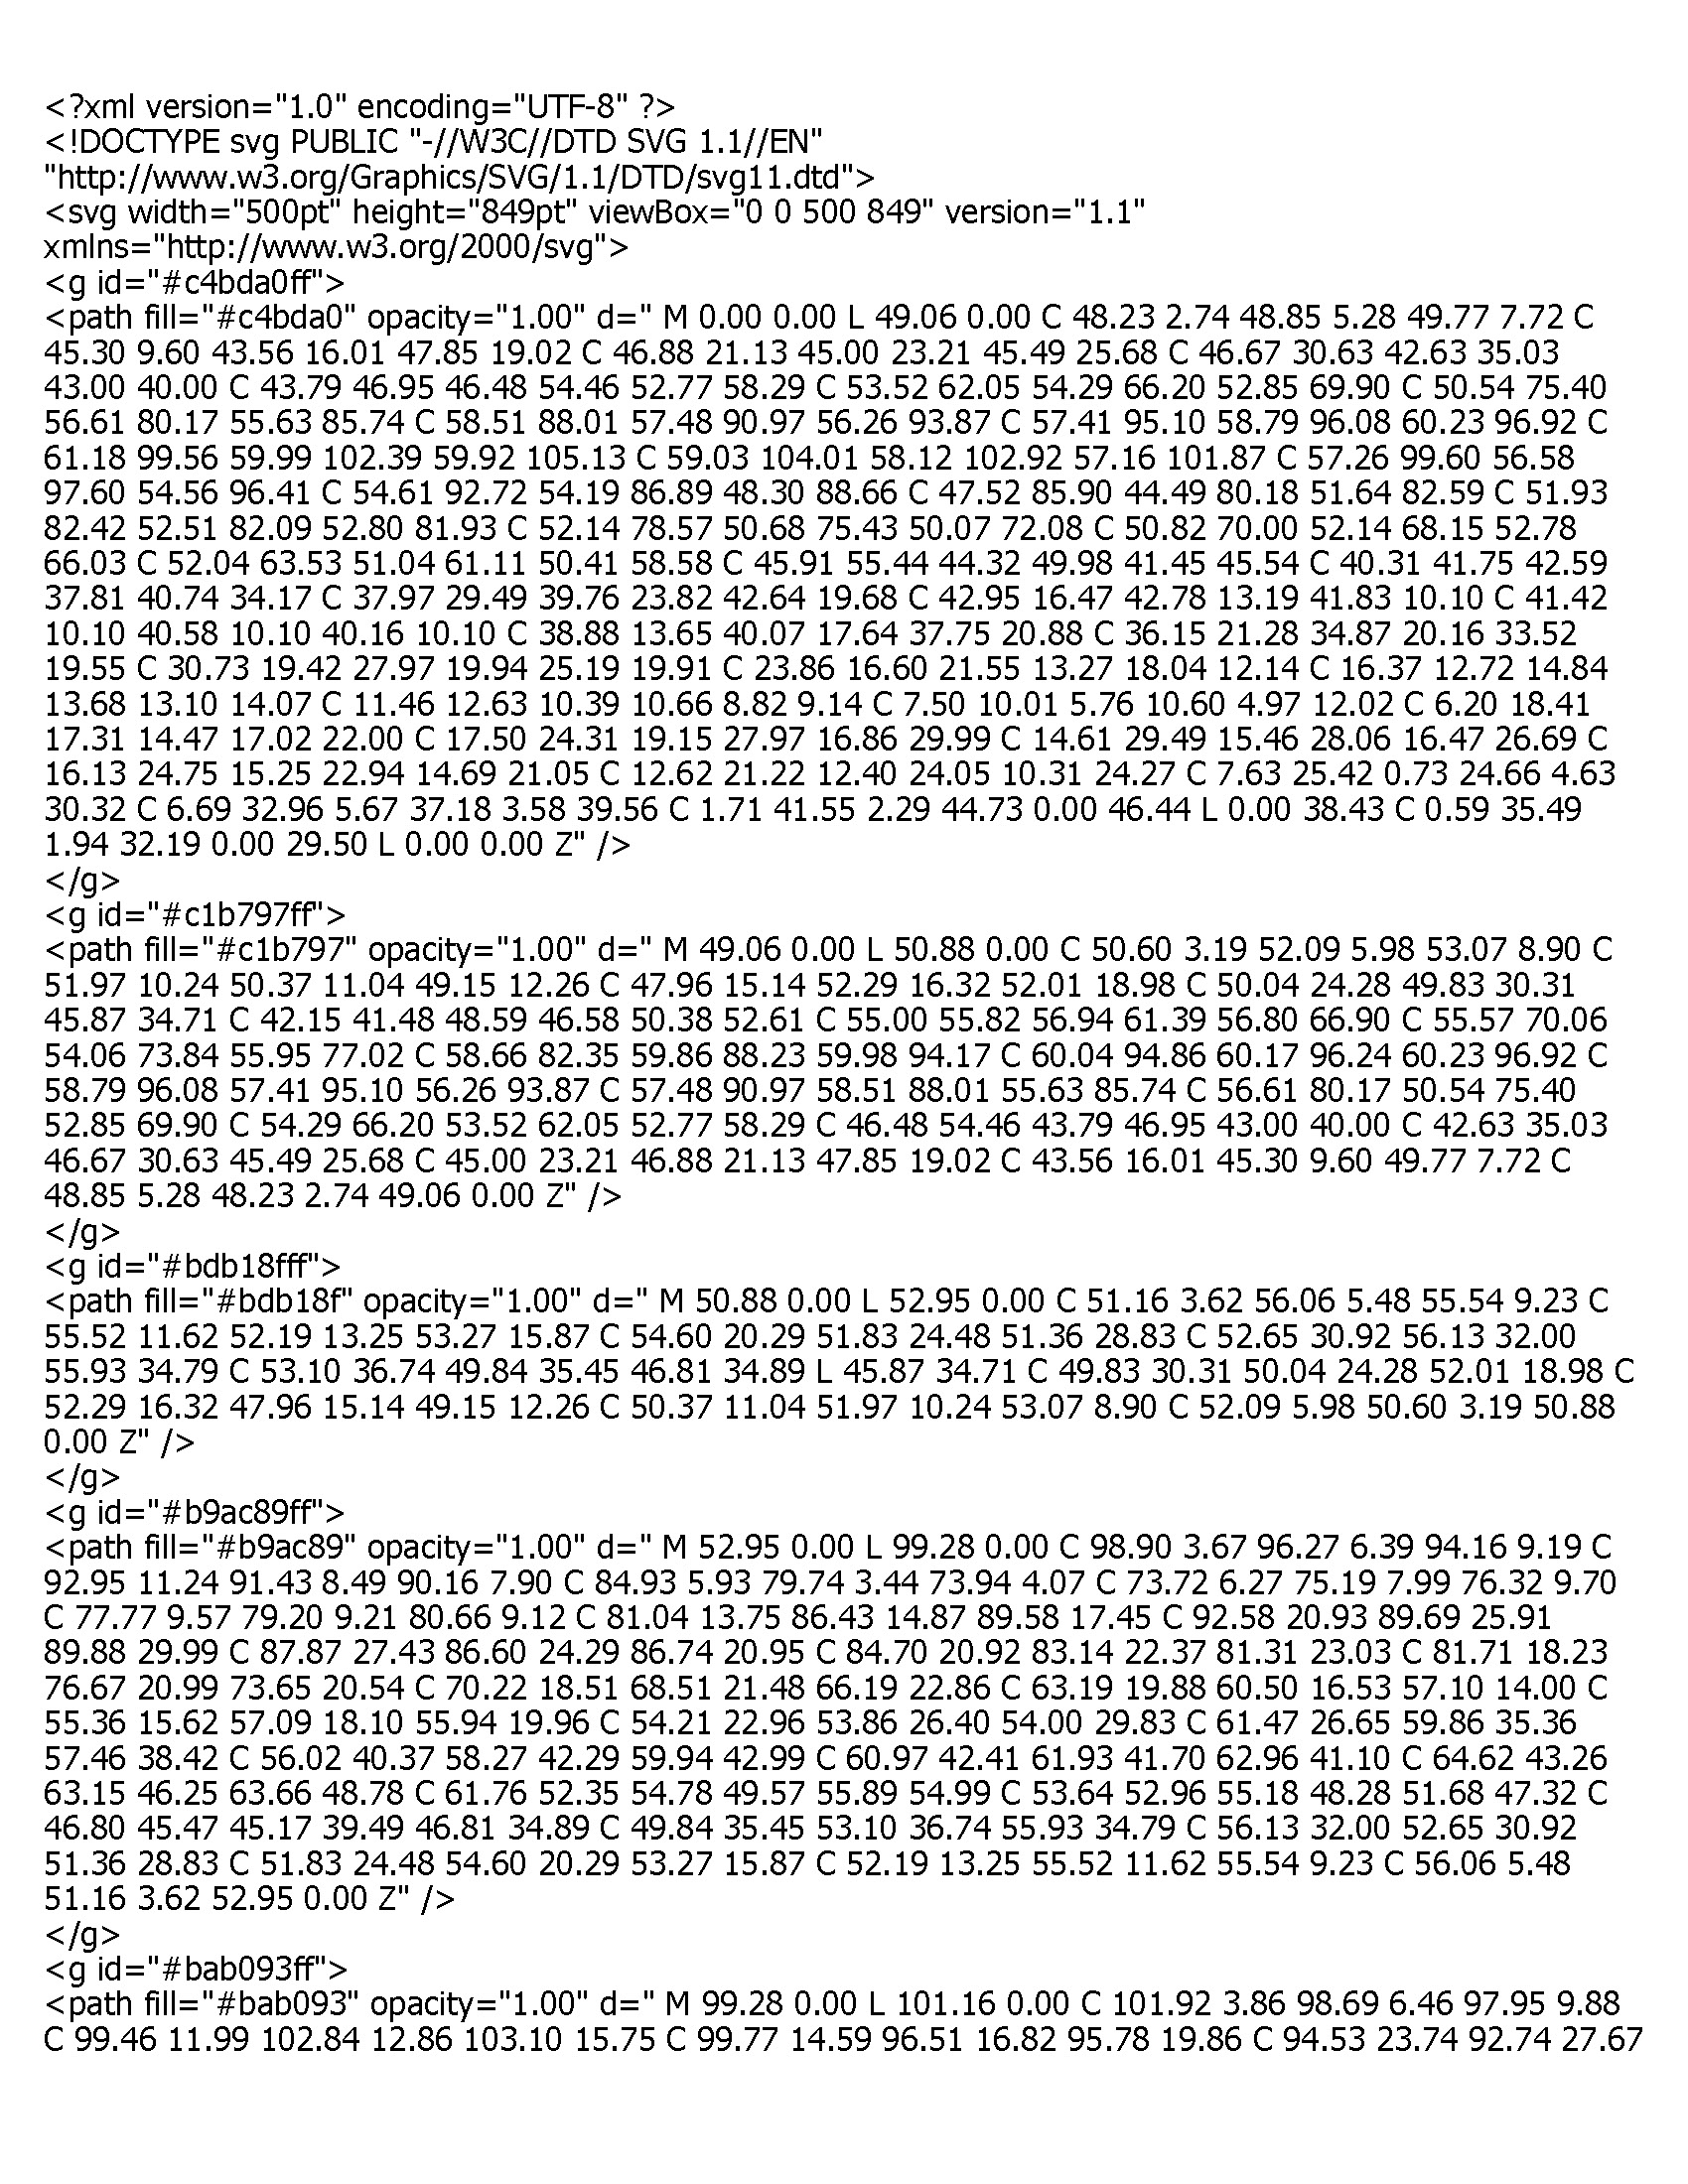 <?xml version="1.0" encoding="UTF-8" ?>
<!DOCTYPE svg PUBLIC "-//W3C//DTD SVG 1.1//EN"
"http://www.w3.org/Graphics/SVG/1.1/DTD/svg11.dtd">
<svg width="500pt" height="849pt" viewBox="0 0 500 849" version="1.1"
xmlns="http://www.w3.org/2000/svg">
<g id="#c4bda0ff">
<path fill="#c4bda0" opacity="1.00" d=" M 0.00 0.00 L 49.06 0.00 C 48.23 2.74 48.85 5.28 49.77 7.72 C
45.30 9.60 43.56 16.01 47.85 19.02 C 46.88 21.13 45.00 23.21 45.49 25.68 C 46.67 30.63 42.63 35.03
43.00 40.00 C 43.79 46.95 46.48 54.46 52.77 58.29 C 53.52 62.05 54.29 66.20 52.85 69.90 C 50.54 75.40
56.61 80.17 55.63 85.74 C 58.51 88.01 57.48 90.97 56.26 93.87 C 57.41 95.10 58.79 96.08 60.23 96.92 C
61.18 99.56 59.99 102.39 59.92 105.13 C 59.03 104.01 58.12 102.92 57.16 101.87 C 57.26 99.60 56.58
97.60 54.56 96.41 C 54.61 92.72 54.19 86.89 48.30 88.66 C 47.52 85.90 44.49 80.18 51.64 82.59 C 51.93
82.42 52.51 82.09 52.80 81.93 C 52.14 78.57 50.68 75.43 50.07 72.08 C 50.82 70.00 52.14 68.15 52.78
66.03 C 52.04 63.53 51.04 61.11 50.41 58.58 C 45.91 55.44 44.32 49.98 41.45 45.54 C 40.31 41.75 42.59
37.81 40.74 34.17 C 37.97 29.49 39.76 23.82 42.64 19.68 C 42.95 16.47 42.78 13.19 41.83 10.10 C 41.42
10.10 40.58 10.10 40.16 10.10 C 38.88 13.65 40.07 17.64 37.75 20.88 C 36.15 21.28 34.87 20.16 33.52
19.55 C 30.73 19.42 27.97 19.94 25.19 19.91 C 23.86 16.60 21.55 13.27 18.04 12.14 C 16.37 12.72 14.84
13.68 13.10 14.07 C 11.46 12.63 10.39 10.66 8.82 9.14 C 7.50 10.01 5.76 10.60 4.97 12.02 C 6.20 18.41
17.31 14.47 17.02 22.00 C 17.50 24.31 19.15 27.97 16.86 29.99 C 14.61 29.49 15.46 28.06 16.47 26.69 C
16.13 24.75 15.25 22.94 14.69 21.05 C 12.62 21.22 12.40 24.05 10.31 24.27 C 7.63 25.42 0.73 24.66 4.63
30.32 C 6.69 32.96 5.67 37.18 3.58 39.56 C 1.71 41.55 2.29 44.73 0.00 46.44 L 0.00 38.43 C 0.59 35.49
1.94 32.19 0.00 29.50 L 0.00 0.00 Z" />
</g>
<g id="#c1b797ff">
<path fill="#c1b797" opacity="1.00" d=" M 49.06 0.00 L 50.88 0.00 C 50.60 3.19 52.09 5.98 53.07 8.90 C
51.97 10.24 50.37 11.04 49.15 12.26 C 47.96 15.14 52.29 16.32 52.01 18.98 C 50.04 24.28 49.83 30.31
45.87 34.71 C 42.15 41.48 48.59 46.58 50.38 52.61 C 55.00 55.82 56.94 61.39 56.80 66.90 C 55.57 70.06
54.06 73.84 55.95 77.02 C 58.66 82.35 59.86 88.23 59.98 94.17 C 60.04 94.86 60.17 96.24 60.23 96.92 C
58.79 96.08 57.41 95.10 56.26 93.87 C 57.48 90.97 58.51 88.01 55.63 85.74 C 56.61 80.17 50.54 75.40
52.85 69.90 C 54.29 66.20 53.52 62.05 52.77 58.29 C 46.48 54.46 43.79 46.95 43.00 40.00 C 42.63 35.03
46.67 30.63 45.49 25.68 C 45.00 23.21 46.88 21.13 47.85 19.02 C 43.56 16.01 45.30 9.60 49.77 7.72 C
48.85 5.28 48.23 2.74 49.06 0.00 Z" />
</g>
<g id="#bdb18fff">
<path fill="#bdb18f" opacity="1.00" d=" M 50.88 0.00 L 52.95 0.00 C 51.16 3.62 56.06 5.48 55.54 9.23 C
55.52 11.62 52.19 13.25 53.27 15.87 C 54.60 20.29 51.83 24.48 51.36 28.83 C 52.65 30.92 56.13 32.00
55.93 34.79 C 53.10 36.74 49.84 35.45 46.81 34.89 L 45.87 34.71 C 49.83 30.31 50.04 24.28 52.01 18.98 C
52.29 16.32 47.96 15.14 49.15 12.26 C 50.37 11.04 51.97 10.24 53.07 8.90 C 52.09 5.98 50.60 3.19 50.88
0.00 Z" />
</g>
<g id="#b9ac89ff">
<path fill="#b9ac89" opacity="1.00" d=" M 52.95 0.00 L 99.28 0.00 C 98.90 3.67 96.27 6.39 94.16 9.19 C
92.95 11.24 91.43 8.49 90.16 7.90 C 84.93 5.93 79.74 3.44 73.94 4.07 C 73.72 6.27 75.19 7.99 76.32 9.70
C 77.77 9.57 79.20 9.21 80.66 9.12 C 81.04 13.75 86.43 14.87 89.58 17.45 C 92.58 20.93 89.69 25.91
89.88 29.99 C 87.87 27.43 86.60 24.29 86.74 20.95 C 84.70 20.92 83.14 22.37 81.31 23.03 C 81.71 18.23
76.67 20.99 73.65 20.54 C 70.22 18.51 68.51 21.48 66.19 22.86 C 63.19 19.88 60.50 16.53 57.10 14.00 C
55.36 15.62 57.09 18.10 55.94 19.96 C 54.21 22.96 53.86 26.40 54.00 29.83 C 61.47 26.65 59.86 35.36
57.46 38.42 C 56.02 40.37 58.27 42.29 59.94 42.99 C 60.97 42.41 61.93 41.70 62.96 41.10 C 64.62 43.26
63.15 46.25 63.66 48.78 C 61.76 52.35 54.78 49.57 55.89 54.99 C 53.64 52.96 55.18 48.28 51.68 47.32 C
46.80 45.47 45.17 39.49 46.81 34.89 C 49.84 35.45 53.10 36.74 55.93 34.79 C 56.13 32.00 52.65 30.92
51.36 28.83 C 51.83 24.48 54.60 20.29 53.27 15.87 C 52.19 13.25 55.52 11.62 55.54 9.23 C 56.06 5.48
51.16 3.62 52.95 0.00 Z" />
</g>
<g id="#bab093ff">
<path fill="#bab093" opacity="1.00" d=" M 99.28 0.00 L 101.16 0.00 C 101.92 3.86 98.69 6.46 97.95 9.88
C 99.46 11.99 102.84 12.86 103.10 15.75 C 99.77 14.59 96.51 16.82 95.78 19.86 C 94.53 23.74 92.74 27.67